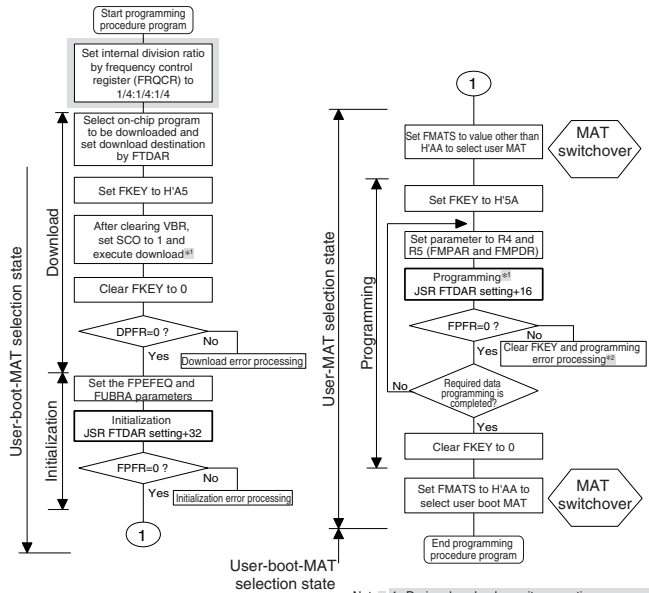 Start programming
procedure program
Set internal division ratio
by frequency control
register (FRQCR) to
1/4:1/4:1/4
Select on-chip program
to be downloaded and
set download destination
by FTDAR
Set FKEY to H'A5
After clearing VBR,
set SCO to 1 and
execute download*1
Clear FKEY to 0
DPFR=0 ?
No
Yes
Download error processing
Set the FPEFEQ and
FUBRA parameters
Initialization
JSR FTDAR setting+32
FPFR=0 ?
No
Yes
Initialization error processing
1
Download
Initialization
User-boot-MAT selection state
1
Set FMATS to value other than
H'AA to select user MAT
MAT
switchover
Set FKEY to H'5A
Set parameter to R4 and
R5 (FMPAR and FMPDR)
Programming*1
JSR FTDAR setting+16
FPFR=0 ?
No
Yes
Clear FKEY and programming
error processing*2
No
Required data
programming is
completed?
Yes
Clear FKEY to 0
Set FMATS to H'AA to
select user boot MAT
MAT
switchover
End programming
procedure program
Programming
User-MAT selection state
User-boot-MAT
selection state